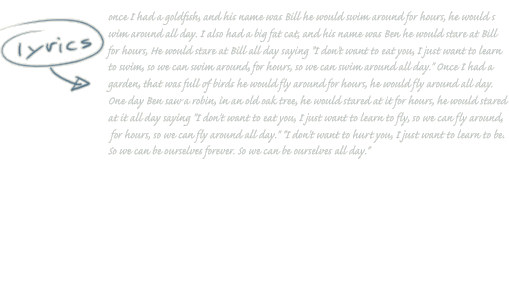 lyrics
once I had a goldfish, and his name was Bill he would swim around for hours, he would s
wim around all day. I also had a big fat cat, and his name was Ben he would stare at Bill
for hours, He would stare at Bill all day saying "I don't want to eat you, I just want to learn
to swim, so we can swim around, for hours, so we can swim around all day." Once I had a
garden, that was full of birds he would fly around for hours, he would fly around all day.
One day Ben saw a robin, in an old oak tree, he would stared at it for hours, he would stared
at it all day saying "I don't want to eat you, I just want to learn to fly, so we can fly around,
for hours, so we can fly around all day." "I don't want to hurt you, I just want to learn to be.
So we can be ourselves forever. So we can be ourselves all day."